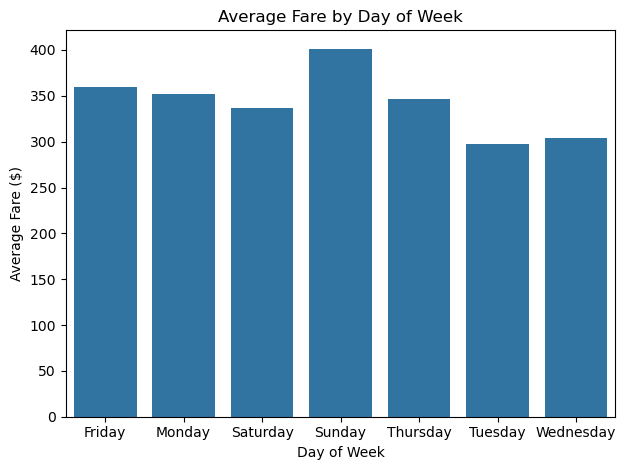 Average Fare by Day of Week
Average Fare ($)
400
350
300
250
200
150
100
50
0
Friday Monday Saturday Sunday Thursday Tuesday Wednesday
Day of Week